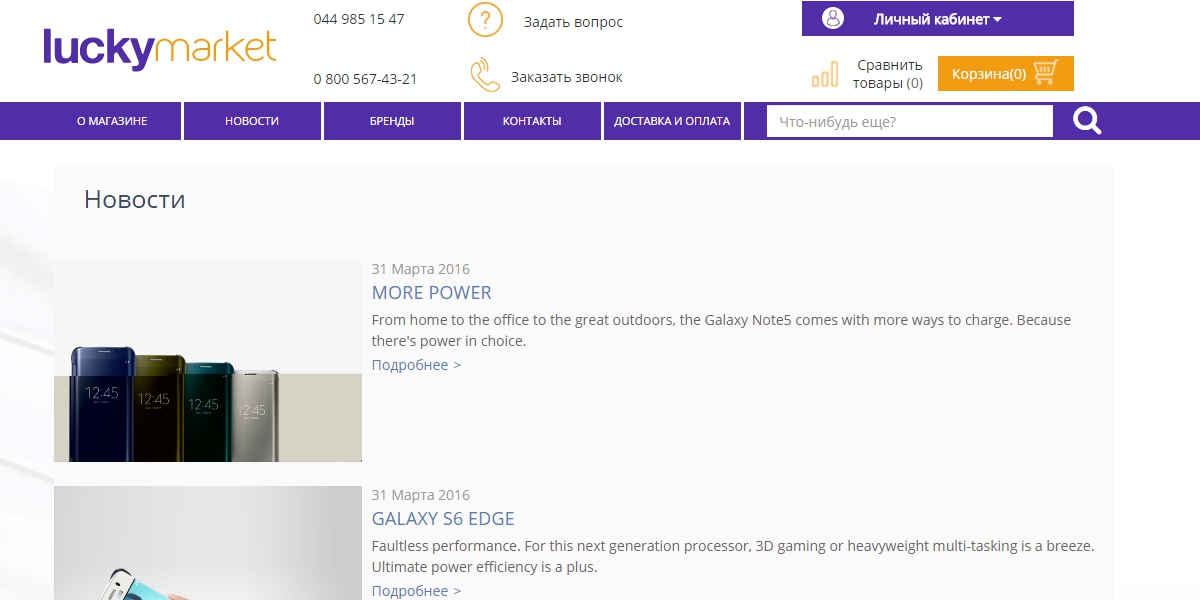 luckymarket
044 985 15 47
0 800 567-43-21
?
Задать вопрос
Заказать звонок
Личный кабинет
Сравнить
товары (0)
Корзина(0)
О МАГАЗИНЕ
НОВОСТИ
БРЕНДЫ
КОНТАКТЫ
ДОСТАВКА И ОПЛАТА
Что-нибудь еще?
Новости
12:45
12:45
12:45
12:45
31 Марта 2016
MORE POWER
From home to the office to the great outdoors, the Galaxy Note5 comes with more ways to charge. Because
there's power in choice.
Подробнее >
31 Марта 2016
GALAXY S6 EDGE
Faultless performance. For this next generation processor, 3D gaming or heavyweight multi-tasking is a breeze.
Ultimate power efficiency is a plus.
Подробнее >